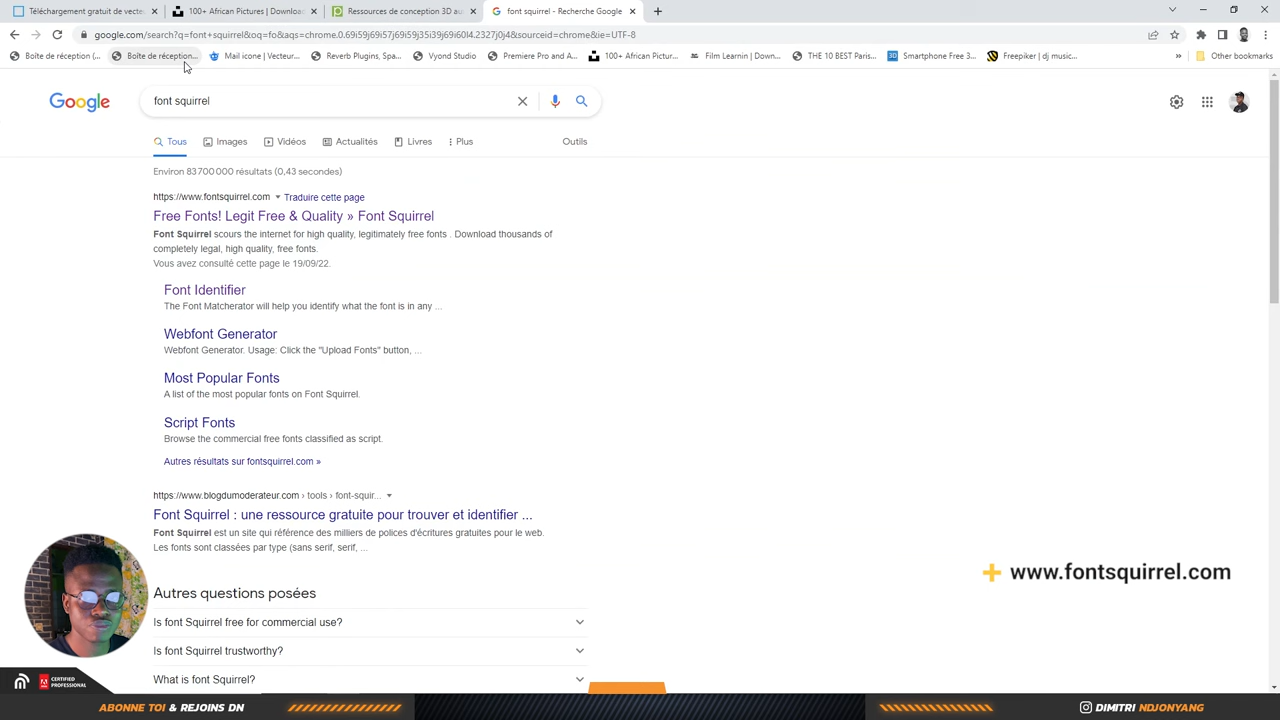 Téléchargement gratuit de vecte
100+ African Pictures | Download
Ressources de conception 3D au
font squirrel - Recherche Google
google.com/search?q=font+squirrel&oq=fo&aqs=chrome.0.69i59j69i57j69i59j35i39j69i60l4.2327j0j4&sourceid=chrome&ie=UTF-8
Boîte de réception (...
Boîte de réception...
Mail icone | Vecteur...
Reverb Plugins, Spa...
Vyond Studio
Premiere Pro and A...
100+ African Pictur...
Film Learnin | Down...
THE 10 BEST Paris...
Smartphone Free 3...
Freepiker | dj music...
»
Other bookmarks
Google
font squirrel
Tous
Images
Vidéos
Actualités
Livres
Plus
Outils
Environ 83 700 000 résultats (0,43 secondes)
https://www.fontsquirrel.com
Traduire cette page
Free Fonts! Legit Free & Quality » Font Squirrel
Font Squirrel scours the internet for high quality, legitimately free fonts . Download thousands of
completely legal, high quality, free fonts.
Vous avez consulté cette page le 19/09/22.
Font Identifier
The Font Matcherator will help you identify what the font is in any ...
Webfont Generator
Webfont Generator. Usage: Click the "Upload Fonts" button, ...
Most Popular Fonts
A list of the most popular fonts on Font Squirrel.
Script Fonts
Browse the commercial free fonts classified as script.
Autres résultats sur fontsquirrel.com »
https://www.blogdumoderateur.com › tools › font-squir...
Font Squirrel : une ressource gratuite pour trouver et identifier ...
Font Squirrel est un site qui référence des milliers de polices d'écritures gratuites pour le web.
Les fonts sont classées par type (sans serif, serif, ...
+ www.fontsquirrel.com
Autres questions posées
Is font Squirrel free for commercial use?
Is font Squirrel trustworthy?
What is font Squirrel?
CERTIFIED
PROFESSIONAL
ABONNE TOI & REJOINS DN
DIMITRI NDJONYANG